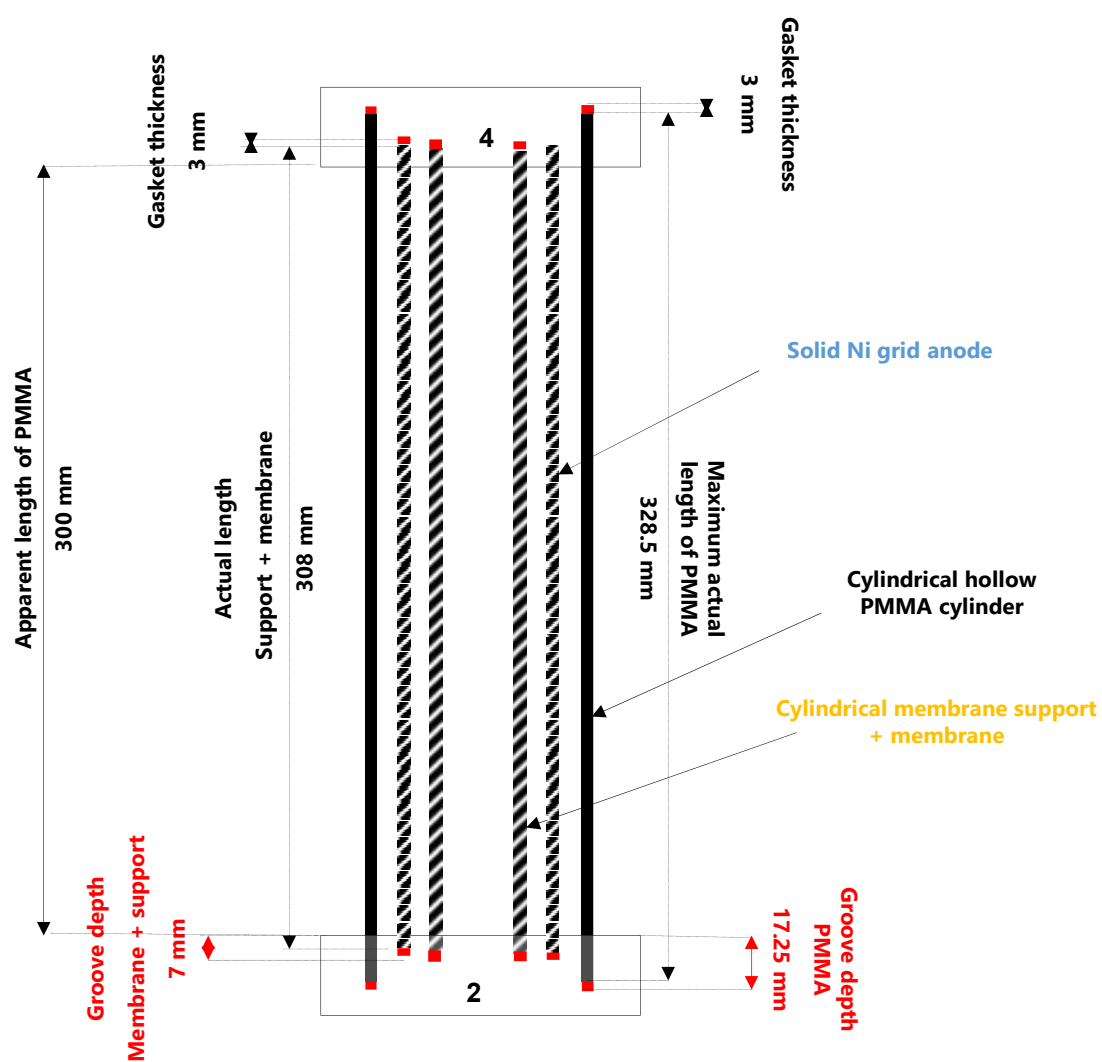 Gasket thickness
3 mm
4
Gasket thickness
3 mm
Apparent length of PMMA
300 mm
Actual length
Support + membrane
308 mm
Maximum actual
length of PMMA
328.5 mm
Solid Ni grid anode
Cylindrical hollow
PMMA cylinder
Cylindrical membrane support
+ membrane
Groove depth
Membrane + support
7 mm
2
Groove depth
PMMA
17.25 mm